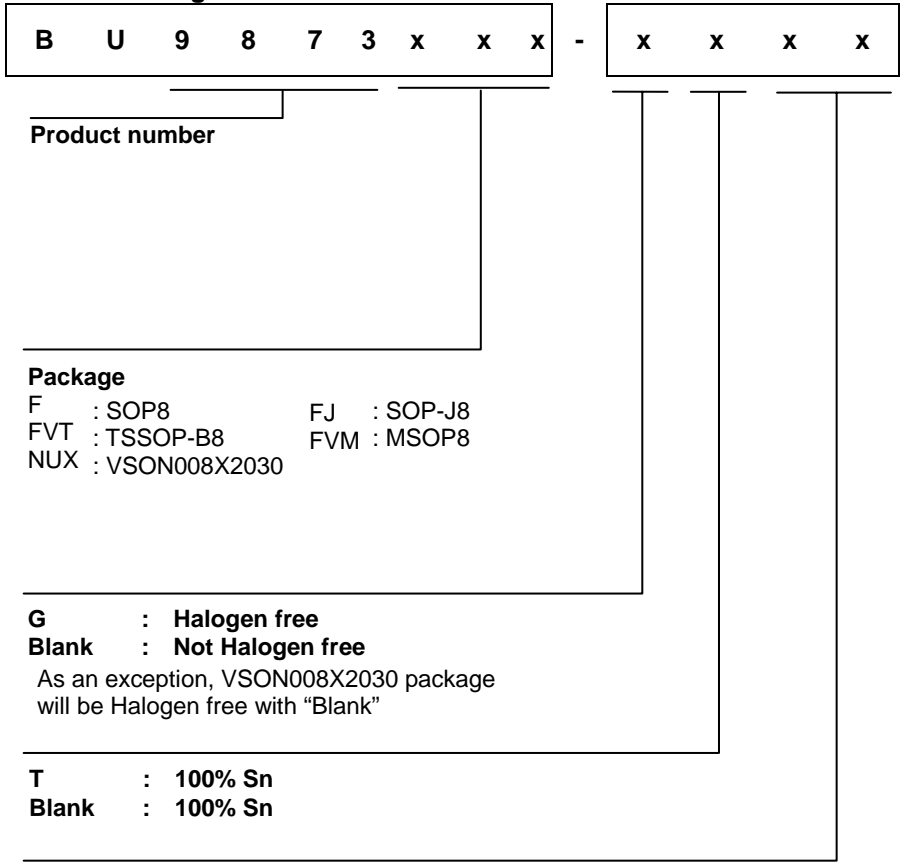 B U 9 8 7 3 x x x - x x x x
Product number
Package
F : SOP8 FJ : SOP-J8
FVT : TSSOP-B8 FVM : MSOP8
NUX : VSON008X2030
G : Halogen free
Blank : Not Halogen free
As an exception, VSON008X2030 package
will be Halogen free with “Blank”
T : 100% Sn
Blank : 100% Sn